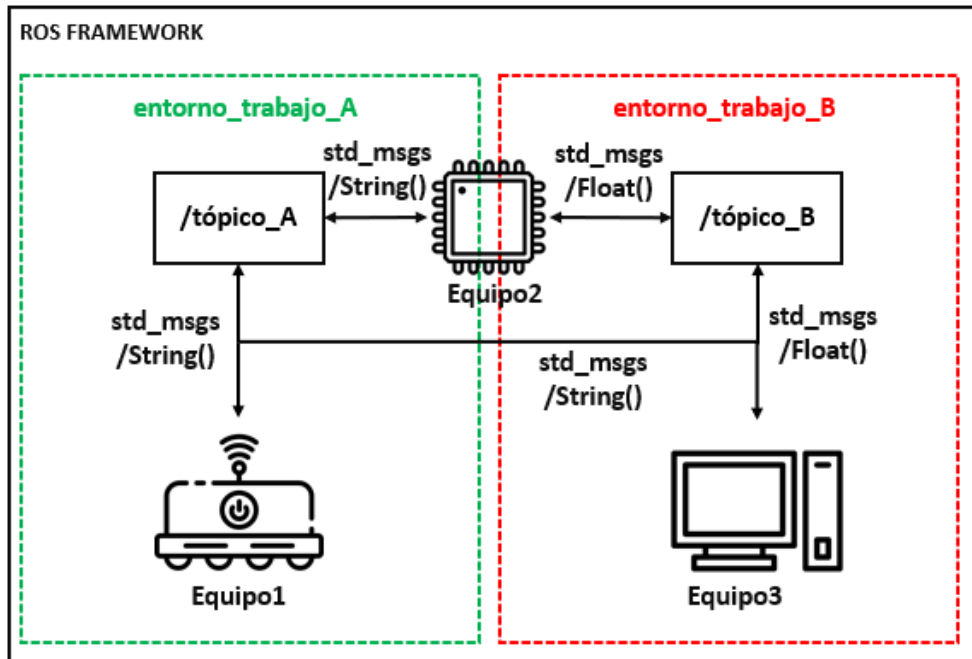 ROS FRAMEWORK
entorno_trabajo_A
entorno_trabajo_B
std_msgs
/String()
std_msgs
/Float()
/tópico_A
/tópico_B
Equipo2
std_msgs
/String()
std_msgs
/Float()
std_msgs
/String()
Equipo1
Equipo3